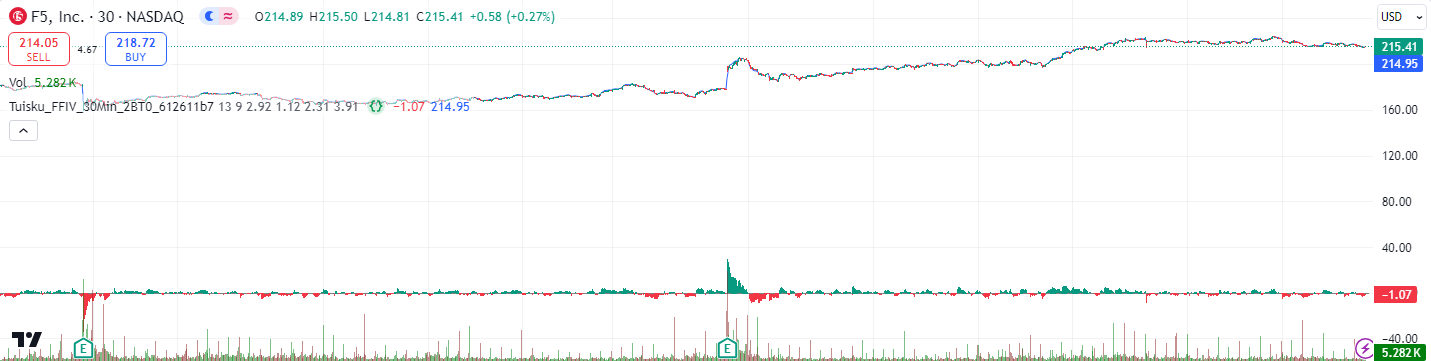 F5, Inc. · 30 · NASDAQ O214.89 H215.50 L214.81 C215.41 +0.58 (+0.27%)
USD
214.05 SELL 4.67 218.72 BUY
215.41
214.95
Vol 5.282 K
Tuisku_FFIV_30Min_2BT0_612611b7 13 9 2.92 1.12 2.31 3.91 {} −1.07 214.95
160.00
120.00
80.00
40.00
−1.07
−40.00
E E
5.282 K